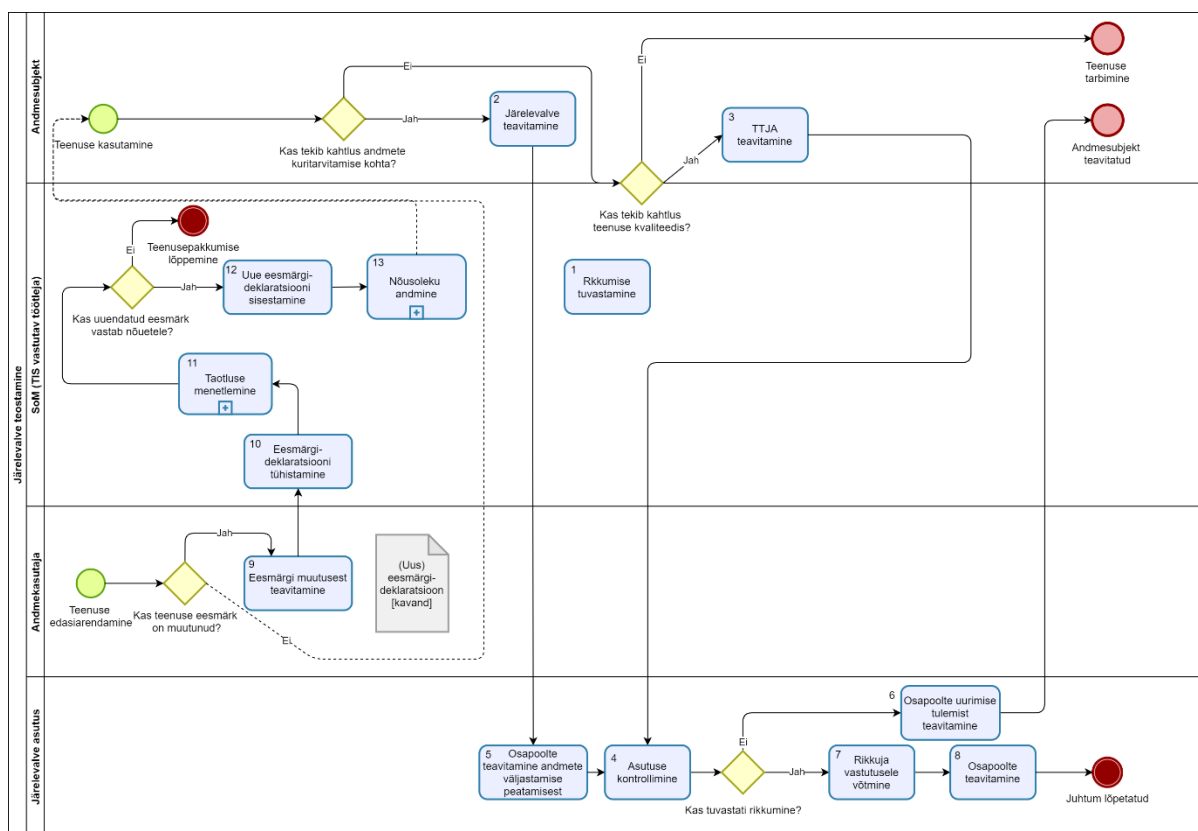 Järelevalve teostamine
Andmesubjekt
Teenuse kasutamine
Kas tekib kahtlus andmete
kuritarvitamise kohta?
Ei
Jah
2
Järelevalve
teavitamine
Ei
Jah
Kas tekib kahtlus
teenuse kvaliteedis?
3
TTJA
teavitamine
Teenuse
tarbimine
Andmesubjekt
teavitatud
SoM (TIS vastutav töötleja)
Teenusepakkumise
lõppemine
Ei
Jah
Kas uuendatud eesmärk
vastab nõuetele?
12
Uue eesmärgi-
deklaratsiooni
sisestamine
13
Nõusoleku
andmine
1
Rkkumise
tuvastamine
11
Taotluse
menetlemine
10
Eesmärgi-
deklaratsiooni
tühistamine
Andmekasutaja
Teenuse
edasiarendamine
Kas teenuse eesmärk
on muutunud?
Jah
Ei
9
Eesmärgi muutusest
teavitamine
(Uus)
eesmärgi-
deklaratsioon
[kavand]
Järelevalve asutus
5
Osapoolte
teavitamine andmete
väljastamise
peatamisest
4
Asutuse
kontrollimine
Ei
Jah
Kas tuvastati rikkumine?
6
Osapoolte uurimise
tulemist
teavitamine
7
Rikkuja
vastutusele
võtmine
8
Osapoolte
teavitamine
Juhtum lõpetatud